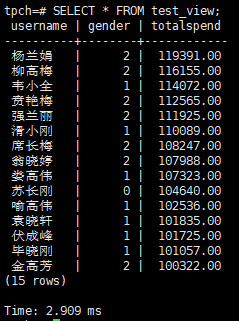 tpch=# SELECT * FROM test_view;
 username | gender | totalspend
----------+--------+------------
 杨兰娟 | 2 | 119391.00
 柳高梅 | 2 | 116155.00
 韦小全 | 1 | 114072.00
 贲艳梅 | 2 | 112565.00
 强兰丽 | 2 | 111925.00
 滑小刚 | 1 | 110089.00
 席长梅 | 2 | 108247.00
 翁晓婷 | 2 | 107988.00
 娄高伟 | 1 | 107323.00
 苏长刚 | 0 | 104640.00
 喻高伟 | 1 | 102536.00
 袁晓轩 | 1 | 101835.00
 伏成峰 | 1 | 101725.00
 毕晓刚 | 1 | 101057.00
 金高芳 | 2 | 100322.00
(15 rows)
Time: 2.909 ms